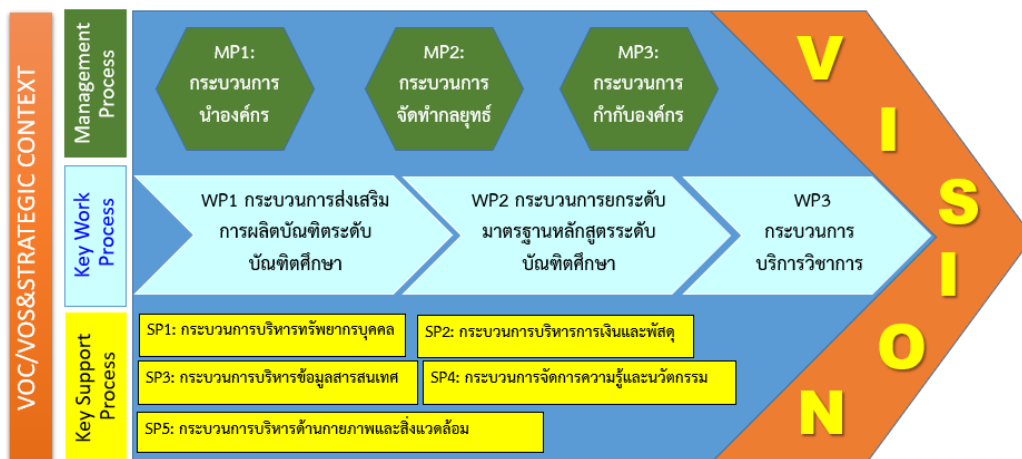 VOC/VOS&STRATEGIC CONTEXT
Management
Process
MP1:
กระบวนการ
นำองค์กร
MP2:
กระบวนการ
จัดทำกลยุทธ์
MP3:
กระบวนการ
กำกับองค์กร
Key Work
Process
WP1 กระบวนการส่งเสริม
การผลิตบัณฑิตระดับ
บัณฑิตศึกษา
WP2 กระบวนการยกระดับ
มาตรฐานหลักสูตรระดับ
บัณฑิตศึกษา
WP3
กระบวนการ
บริการวิชาการ
Key Support
Process
SP1: กระบวนการบริหารทรัพยากรบุคคล
SP2: กระบวนการบริหารการเงินและพัสดุ
SP3: กระบวนการบริหารข้อมูลสารสนเทศ
SP4: กระบวนการจัดการความรู้และนวัตกรรม
SP5: กระบวนการบริหารด้านกายภาพและสิ่งแวดล้อม
VISION